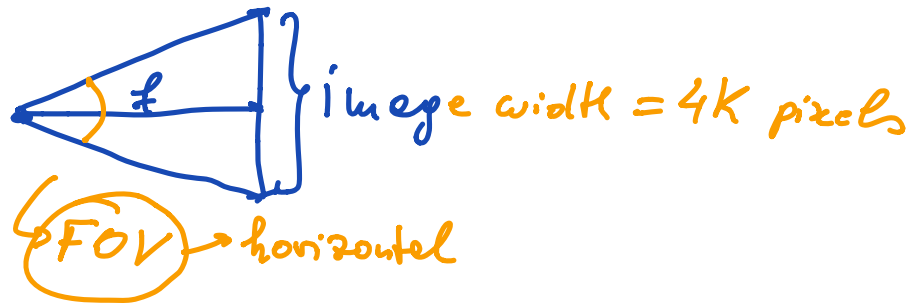 f
image width = 4K pixels
FOV → horizontal